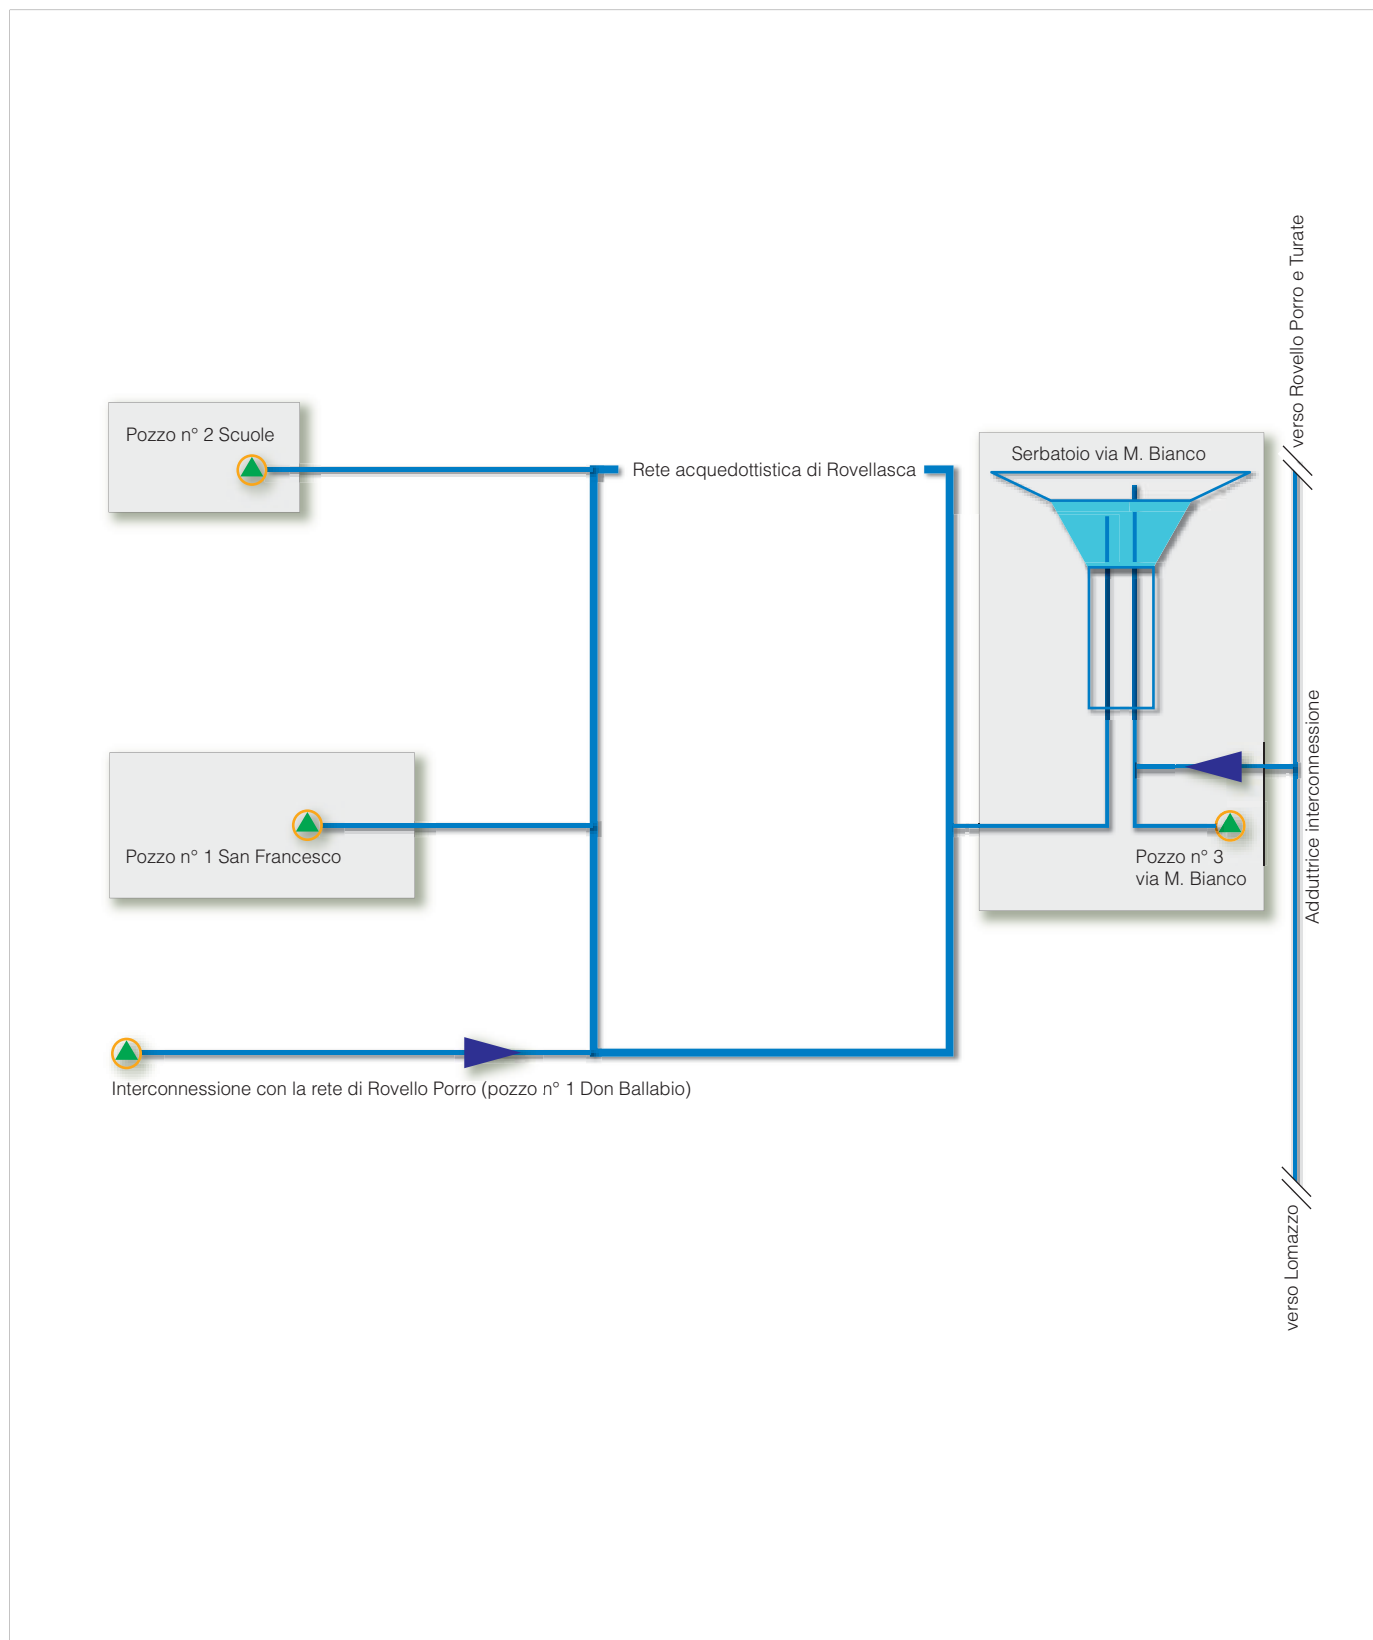 verso Rovello Porro e Turate
Pozzo n° 2 Scuole
Rete acquedottistica di Rovellasca
Serbatoio via M. Bianco
Adduttrice interconnessione
Pozzo n° 1 San Francesco
Pozzo n° 3
via M. Bianco
Interconnessione con la rete di Rovello Porro (pozzo n° 1 Don Ballabio)
verso Lomazzo